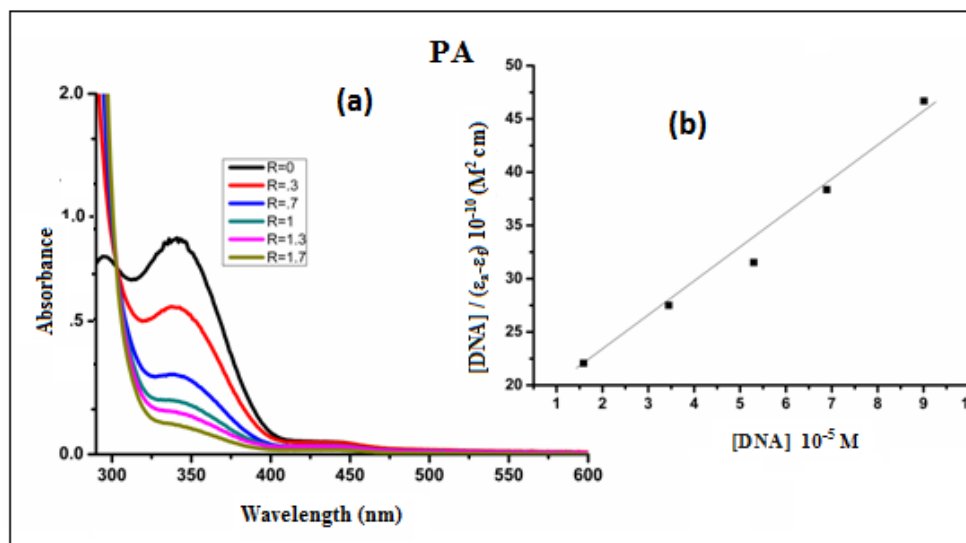 PA
(a)
2.0
1.0
.5
0.0
Absorbance
R=0
R=.3
R=.7
R=1
R=1.3
R=1.7
300
350
400
450
500
550
600
Wavelength (nm)
(b)
50
45
40
35
30
25
20
[DNA] / (εₐ-ε_f) 10⁻¹⁰ (M² cm)
1
2
3
4
5
6
7
8
9
[DNA] 10⁻⁵ M